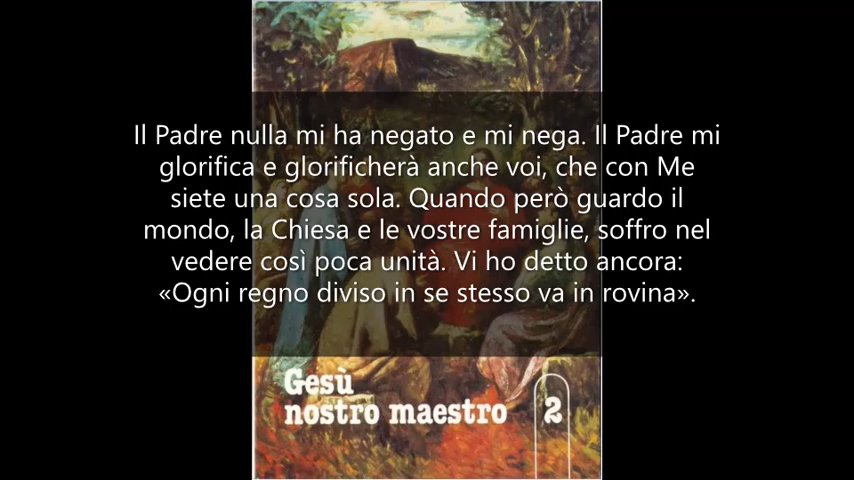 Il Padre nulla mi ha negato e mi nega. Il Padre mi
glorifica e glorificherà anche voi, che con Me
siete una cosa sola. Quando però guardo il
mondo, la Chiesa e le vostre famiglie, soffro nel
vedere così poca unità. Vi ho detto ancora:
«Ogni regno diviso in se stesso va in rovina».
Gesù
nostro maestro 2